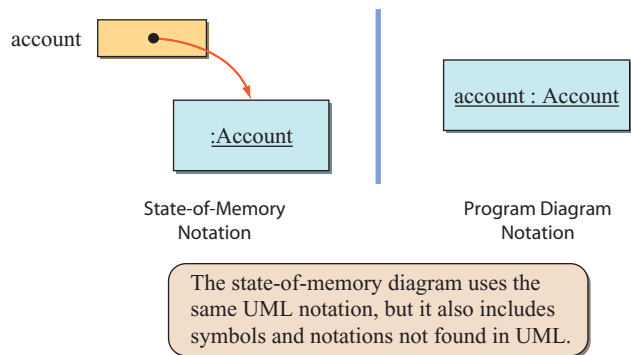 account
:Account
account : Account
State-of-Memory
Notation
Program Diagram
Notation
The state-of-memory diagram uses the
same UML notation, but it also includes
symbols and notations not found in UML.